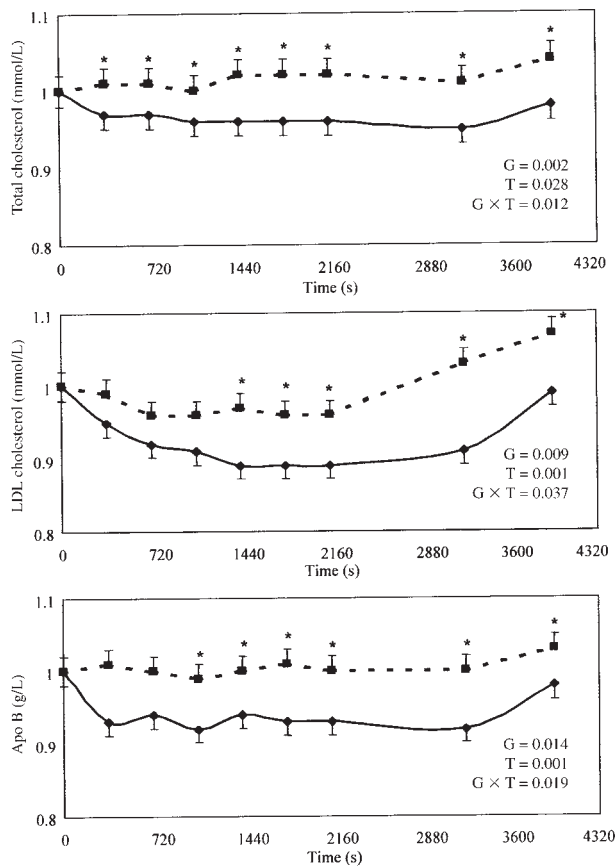 1.1
* * * * * * * *
1
0.9
0.8
Total cholesterol (mmol/L)
G = 0.002
T = 0.028
G × T = 0.012
0 720 1440 2160 2880 3600 4320
Time (s)
1.1
* * * * *
1
0.9
0.8
LDL cholesterol (mmol/L)
G = 0.009
T = 0.001
G × T = 0.037
0 720 1440 2160 2880 3600 4320
Time (s)
1.1
* * * * * *
1
0.9
0.8
Apo B (g/L)
G = 0.014
T = 0.001
G × T = 0.019
0 720 1440 2160 2880 3600 4320
Time (s)